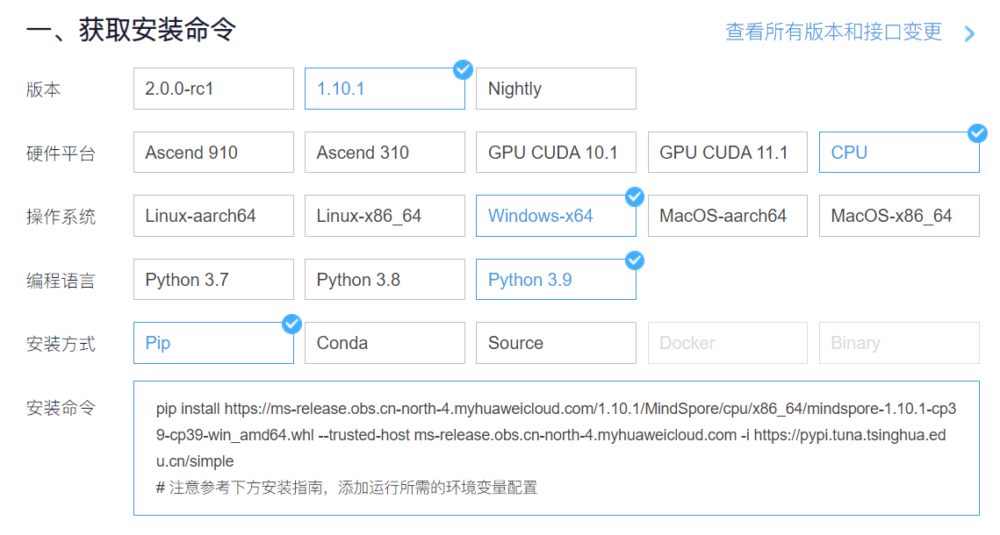 一、获取安装命令
查看所有版本和接口变更
版本 2.0.0-rc1 1.10.1 Nightly
硬件平台 Ascend 910 Ascend 310 GPU CUDA 10.1 GPU CUDA 11.1 CPU
操作系统 Linux-aarch64 Linux-x86_64 Windows-x64 MacOS-aarch64 MacOS-x86_64
编程语言 Python 3.7 Python 3.8 Python 3.9
安装方式 Pip Conda Source Docker Binary
安装命令 pip install https://ms-release.obs.cn-north-4.myhuaweicloud.com/1.10.1/MindSpore/cpu/x86_64/mindspore-1.10.1-cp3
9-cp39-win_amd64.whl --trusted-host ms-release.obs.cn-north-4.myhuaweicloud.com -i https://pypi.tuna.tsinghua.ed
u.cn/simple
# 注意参考下方安装指南，添加运行所需的环境变量配置